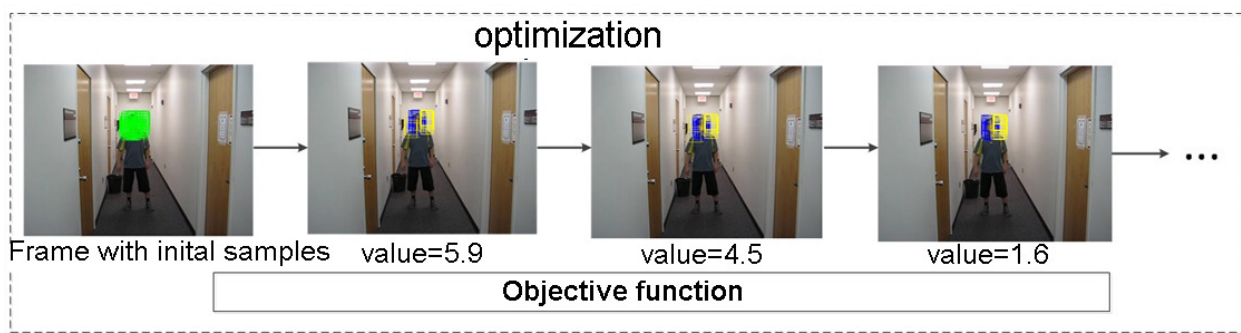 optimization
Frame with inital samples
value=5.9
value=4.5
value=1.6
Objective function